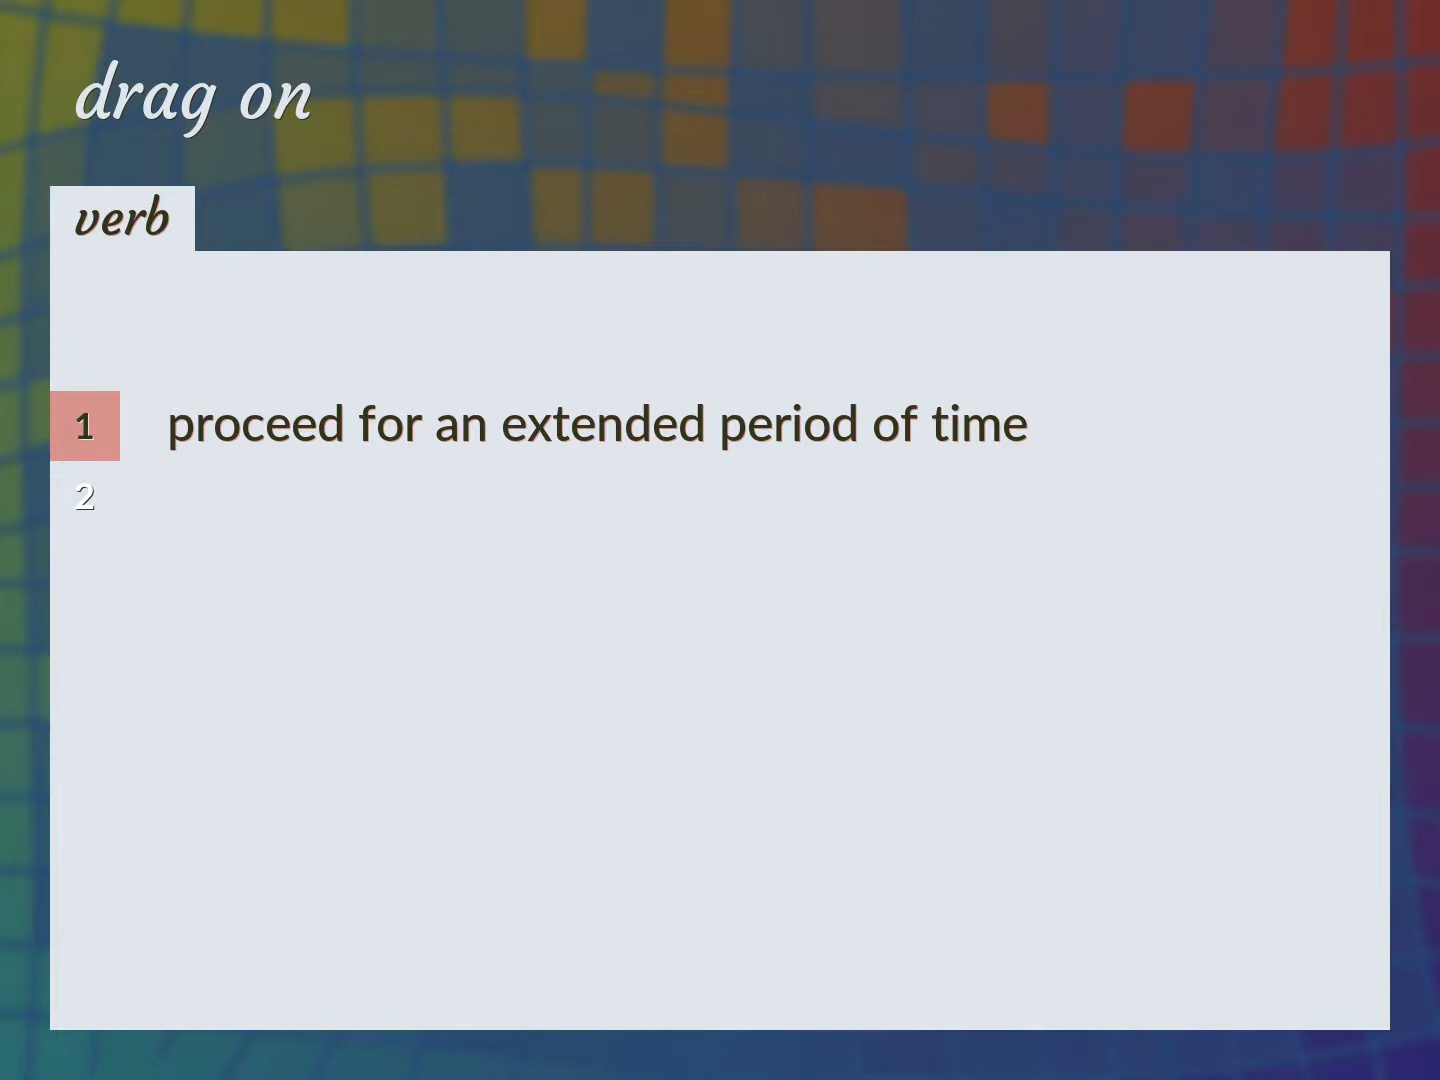 drag on
verb
1 proceed for an extended period of time
2